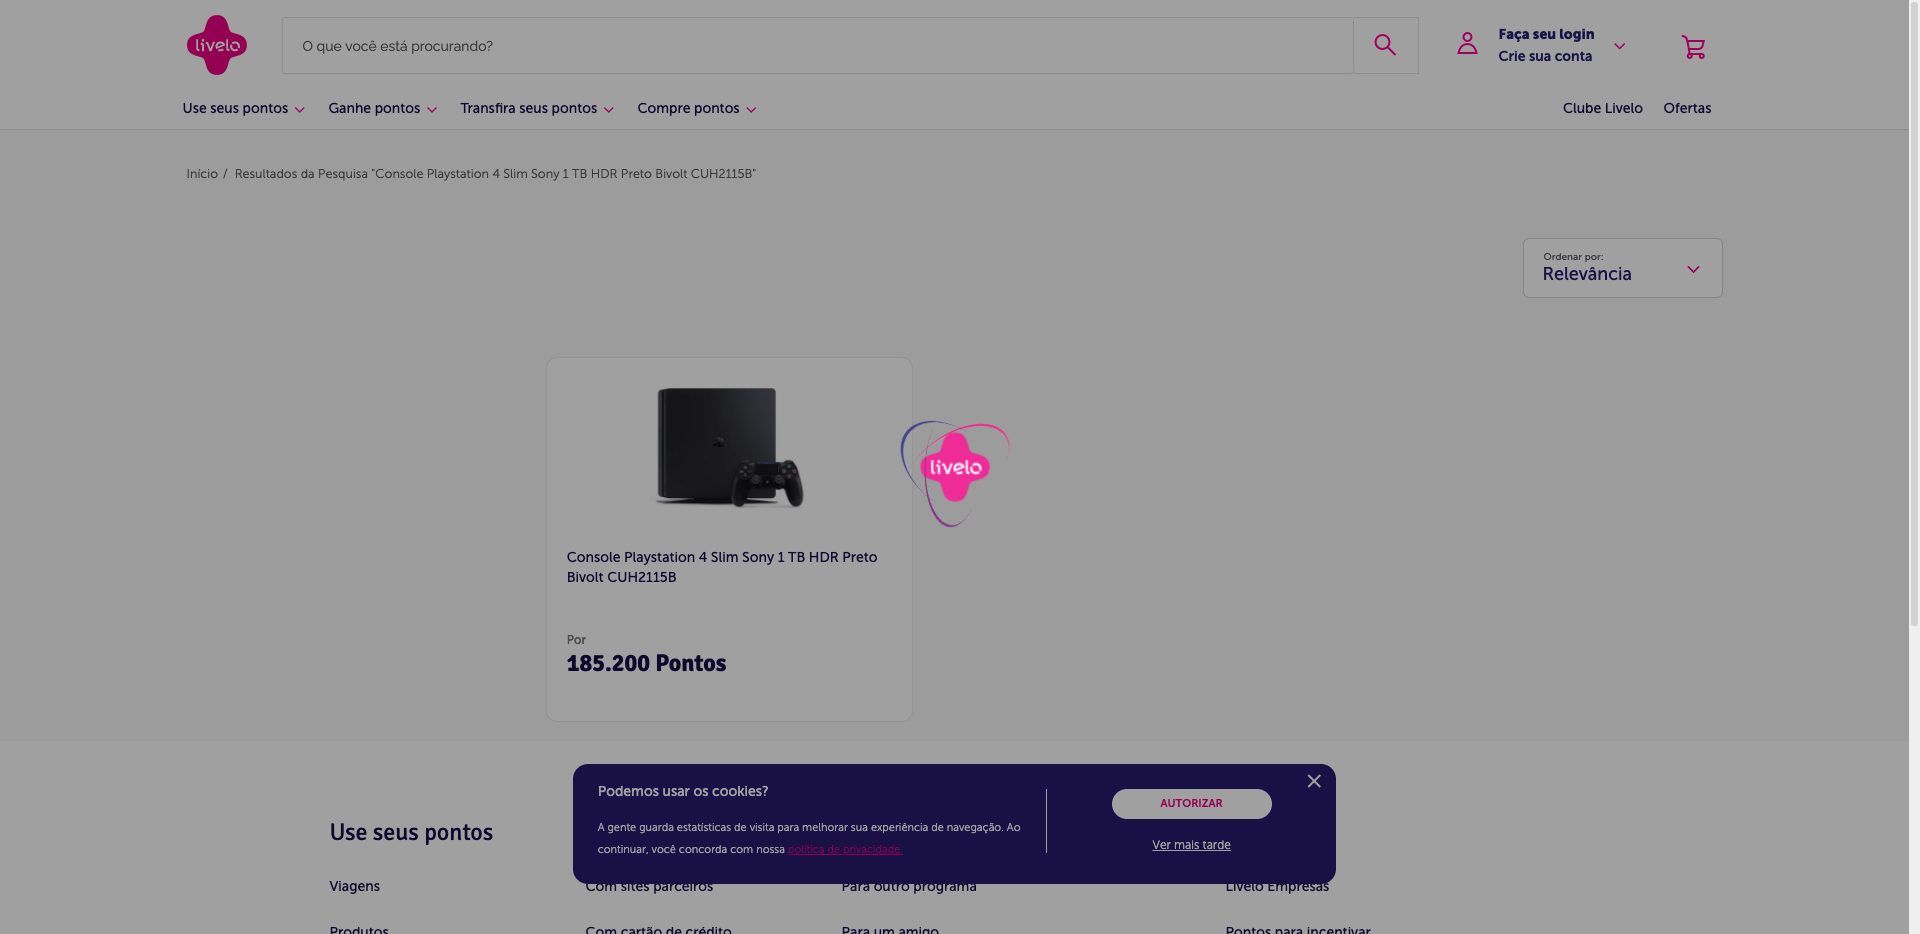 livelo
O que você está procurando?
Faça seu login
Crie sua conta
Use seus pontos
Ganhe pontos
Transfira seus pontos
Compre pontos
Clube Livelo
Ofertas
Início / Resultados da Pesquisa "Console Playstation 4 Slim Sony 1 TB HDR Preto Bivolt CUH2115B"
Ordenar por:
Relevância
livelo
Console Playstation 4 Slim Sony 1 TB HDR Preto
Bivolt CUH2115B
Por
185.200 Pontos
Podemos usar os cookies?
A gente guarda estatísticas de visita para melhorar sua experiência de navegação. Ao
continuar, você concorda com nossa política de privacidade.
AUTORIZAR
Ver mais tarde
Use seus pontos
Viagens
Com sites parceiros
Para outro programa
Livelo Empresas
Produtos
Com cartão de crédito
Para um amigo
Pontos para incentivar